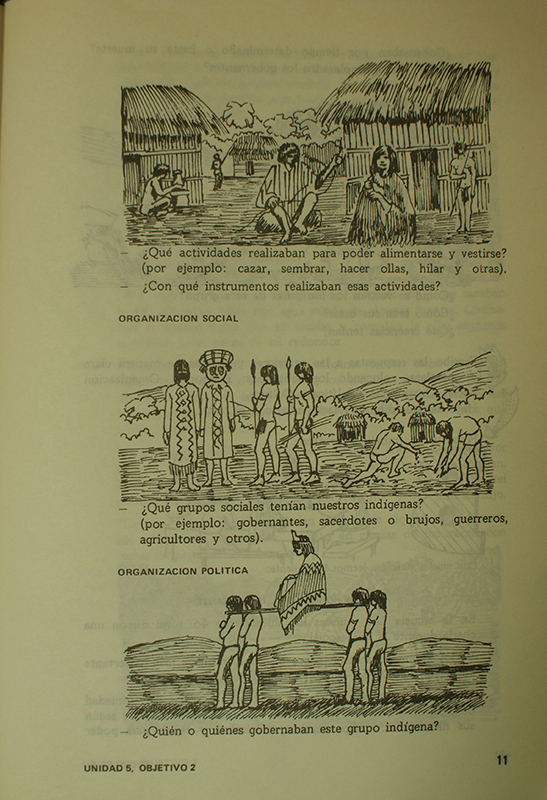 – ¿Qué actividades realizaban para poder alimentarse y vestirse?
(por ejemplo: cazar, sembrar, hacer ollas, hilar y otras).
– ¿Con qué instrumentos realizaban esas actividades?
ORGANIZACION SOCIAL
– ¿Qué grupos sociales tenían nuestros indígenas?
(por ejemplo: gobernantes, sacerdotes o brujos, guerreros,
agricultores y otros).
ORGANIZACION POLITICA
– ¿Quién o quiénes gobernaban este grupo indígena?
UNIDAD 5, OBJETIVO 2
11